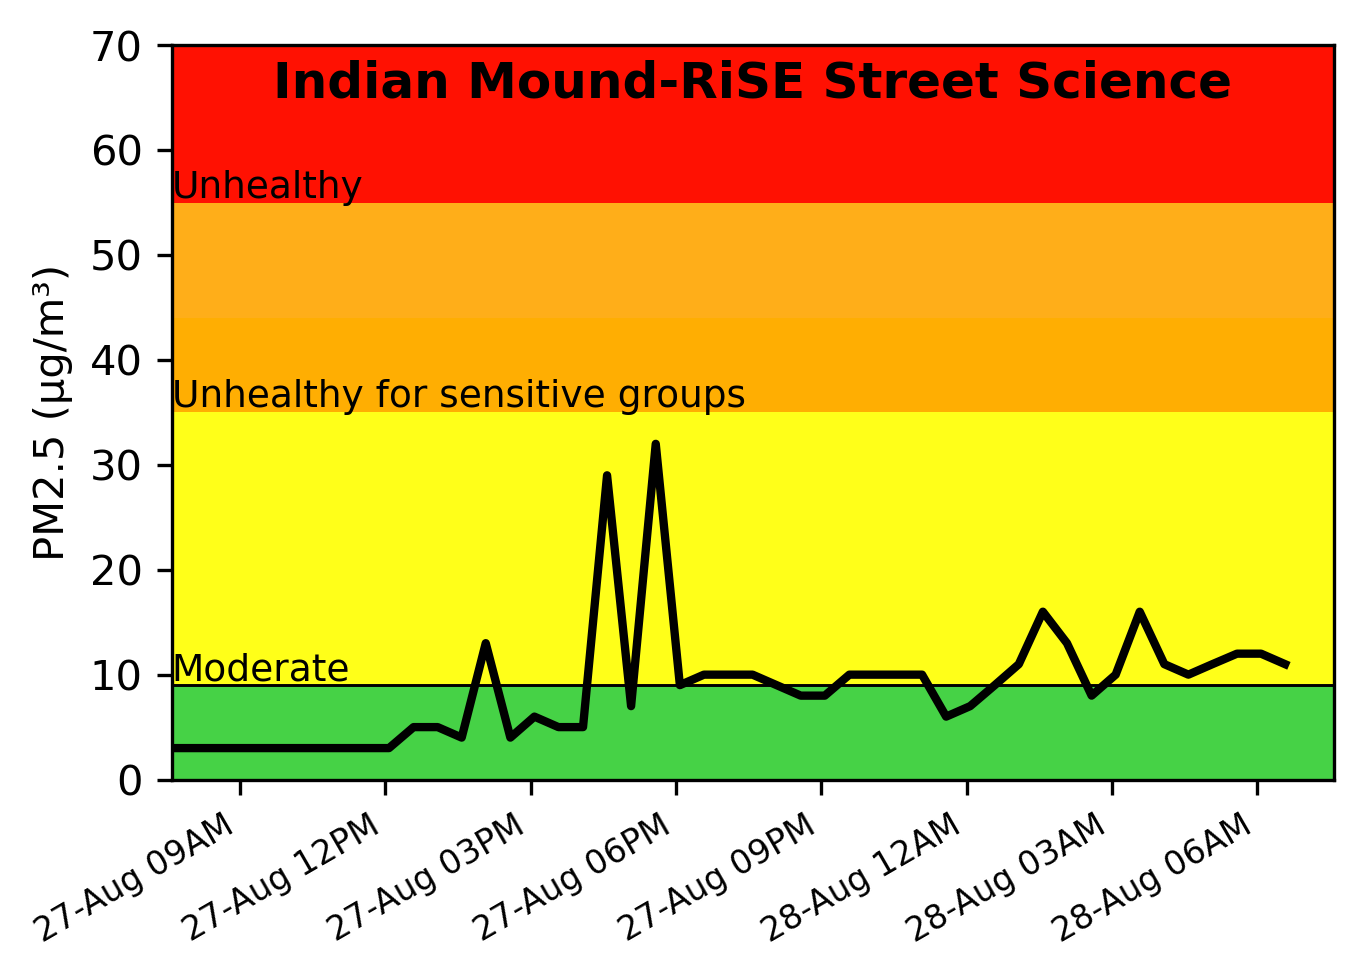 Indian Mound-RiSE Street Science
PM2.5 (μg/m³)
70
60
50
40
30
20
10
0
Unhealthy
Unhealthy for sensitive groups
Moderate
27-Aug 09AM
27-Aug 12PM
27-Aug 03PM
27-Aug 06PM
27-Aug 09PM
28-Aug 12AM
28-Aug 03AM
28-Aug 06AM